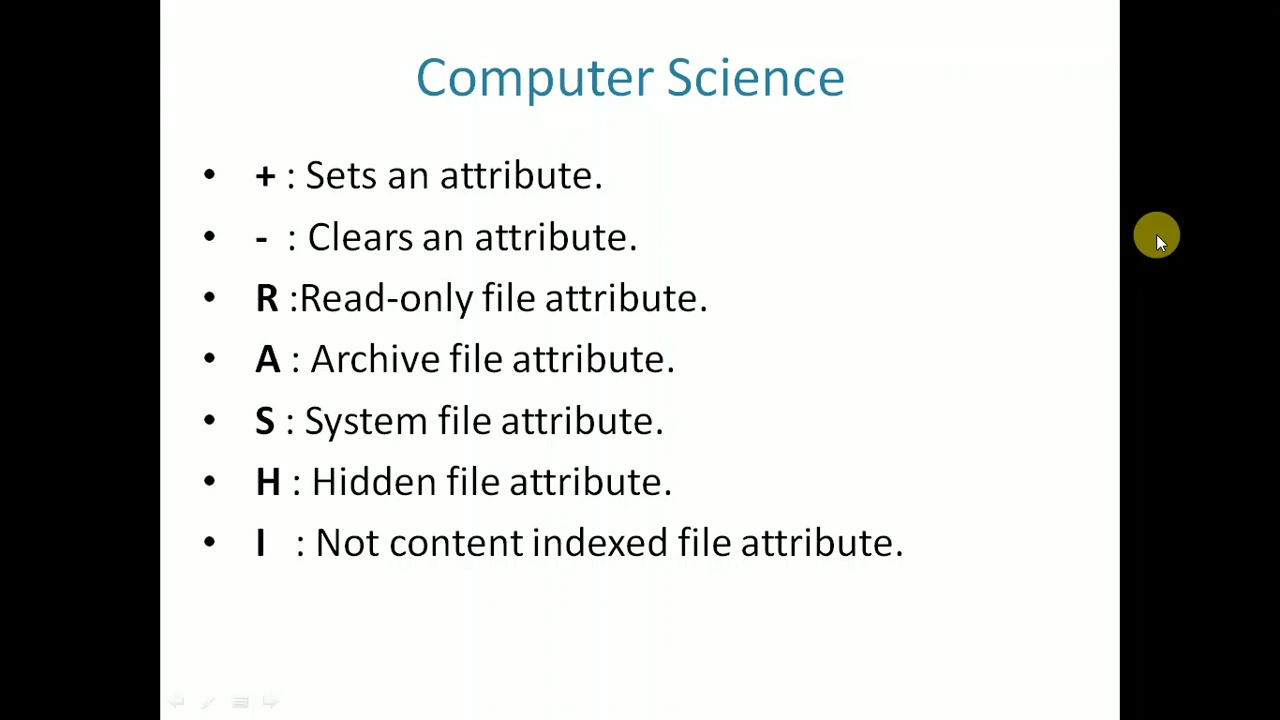 Computer Science
• + : Sets an attribute.
• - : Clears an attribute.
• R :Read-only file attribute.
• A : Archive file attribute.
• S : System file attribute.
• H : Hidden file attribute.
• I : Not content indexed file attribute.